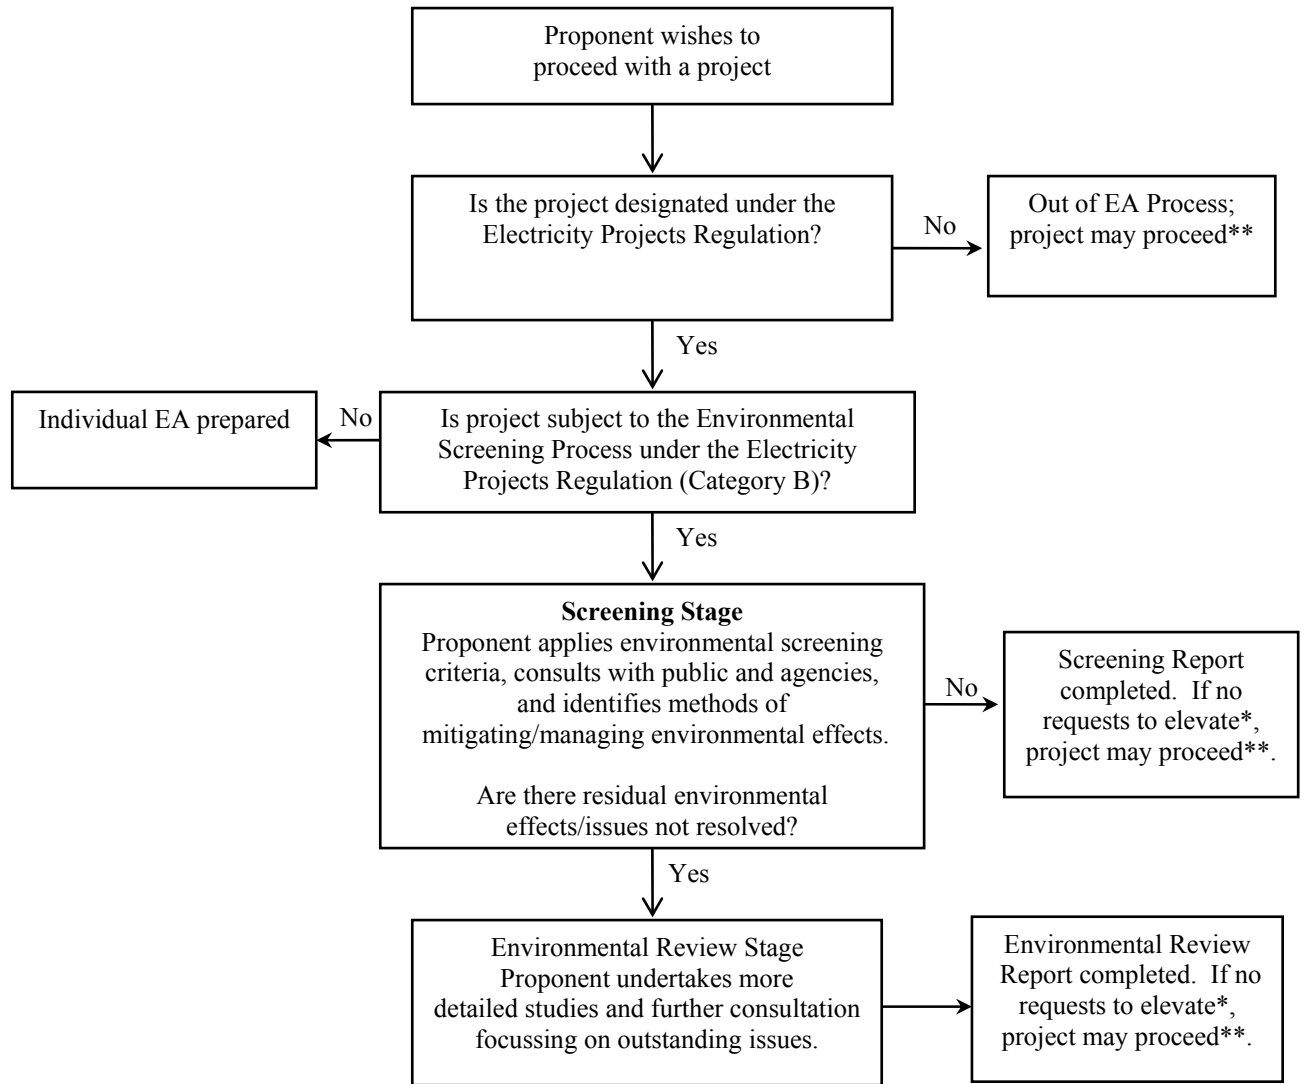 Proponent wishes to
proceed with a project
Is the project designated under the
Electricity Projects Regulation?
No
Out of EA Process;
project may proceed**
Yes
Individual EA prepared
No
Is project subject to the Environmental
Screening Process under the Electricity
Projects Regulation (Category B)?
Yes
Screening Stage
Proponent applies environmental screening
criteria, consults with public and agencies,
and identifies methods of
mitigating/managing environmental effects.
Are there residual environmental
effects/issues not resolved?
No
Screening Report
completed.  If no
requests to elevate*,
project may proceed**.
Yes
Environmental Review Stage
Proponent undertakes more
detailed studies and further consultation
focussing on outstanding issues.
Environmental Review
Report completed.  If no
requests to elevate*,
project may proceed**.